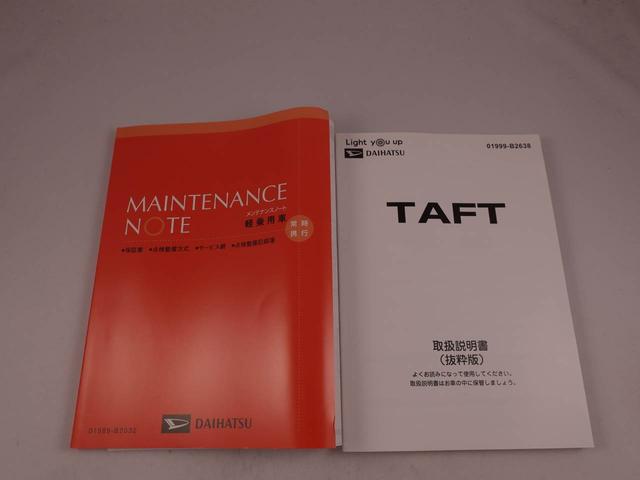 MAINTENANCE
NOTE
メンテナンスノート
軽乗用車
常時
携行
●保証書 ●点検整備方式 ●サービス網 ●点検整備記録簿
DAIHATSU
01999-B2032
Light you up
DAIHATSU
01999-B2638
TAFT
取扱説明書
（抜粋版）
よくお読みになって使用してください。
取扱説明書はお車の中に保管しましょう。